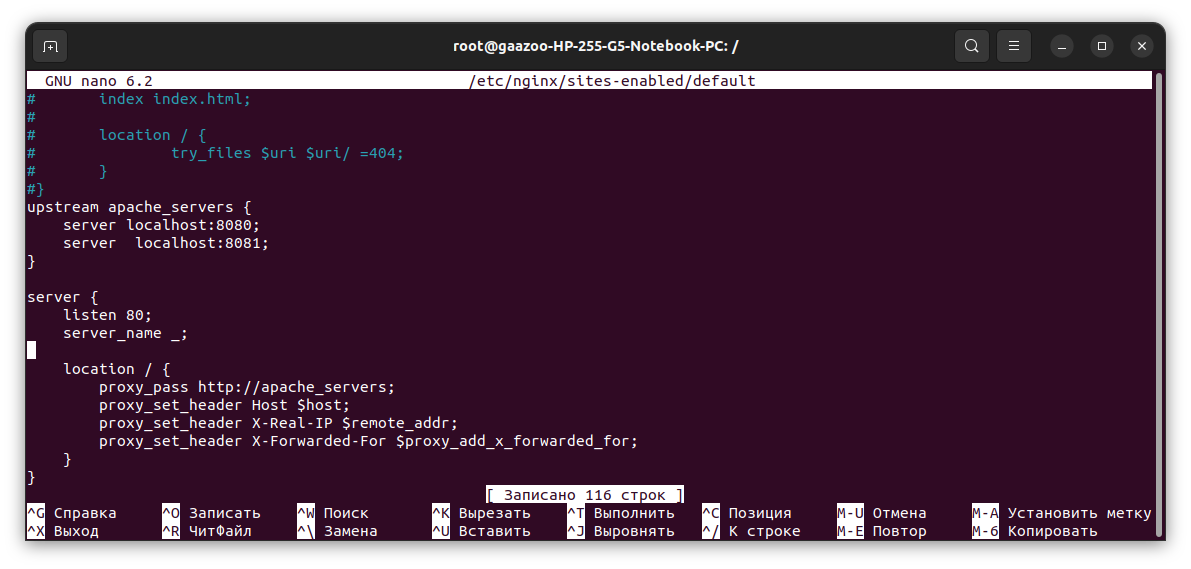 root@gaazoo-HP-255-G5-Notebook-PC: /
GNU nano 6.2 /etc/nginx/sites-enabled/default
#       index index.html;
#
#       location / {
#               try_files $uri $uri/ =404;
#       }
#}
upstream apache_servers {
    server localhost:8080;
    server  localhost:8081;
}
server {
    listen 80;
    server_name _;
    location / {
        proxy_pass http://apache_servers;
        proxy_set_header Host $host;
        proxy_set_header X-Real-IP $remote_addr;
        proxy_set_header X-Forwarded-For $proxy_add_x_forwarded_for;
    }
}
[ Записано 116 строк ]
^G Справка ^O Записать ^W Поиск ^K Вырезать ^T Выполнить ^C Позиция M-U Отмена M-A Установить метку
^X Выход ^R ЧитФайл ^\ Замена ^U Вставить ^J Выровнять ^/ К строке M-E Повтор M-6 Копировать